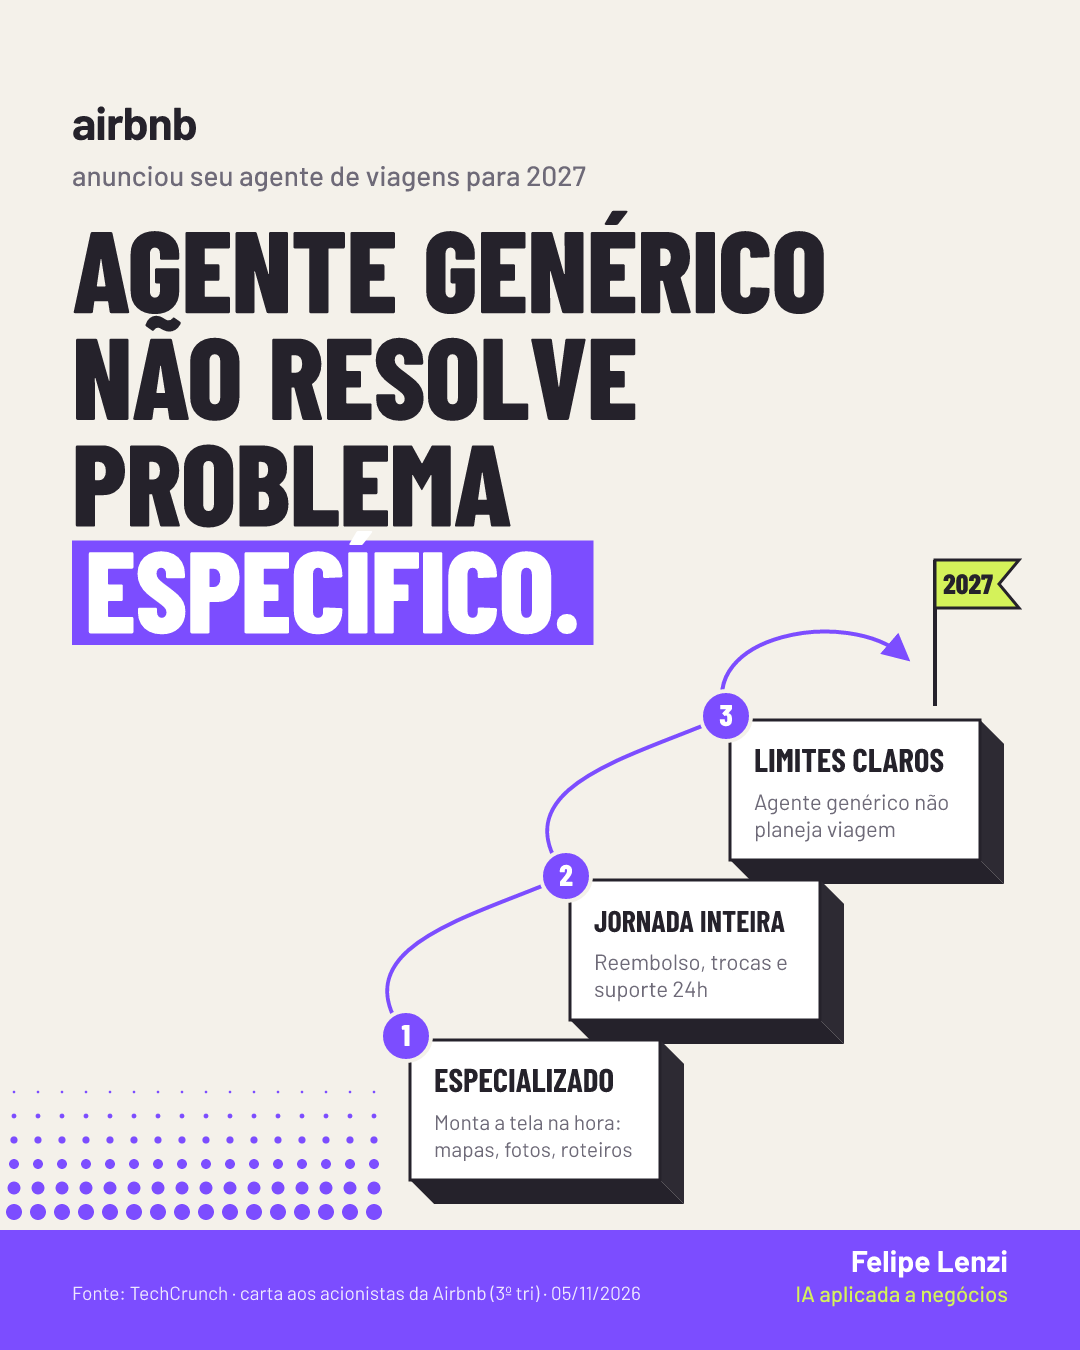 airbnb
anunciou seu agente de viagens para 2027
AGENTE GENÉRICO
NÃO RESOLVE
PROBLEMA
ESPECÍFICO.
2027
3
LIMITES CLAROS
Agente genérico não
planeja viagem
2
JORNADA INTEIRA
Reembolso, trocas e
suporte 24h
1
ESPECIALIZADO
Monta a tela na hora:
mapas, fotos, roteiros
Fonte: TechCrunch · carta aos acionistas da Airbnb (3º tri) · 05/11/2026
Felipe Lenzi
IA aplicada a negócios